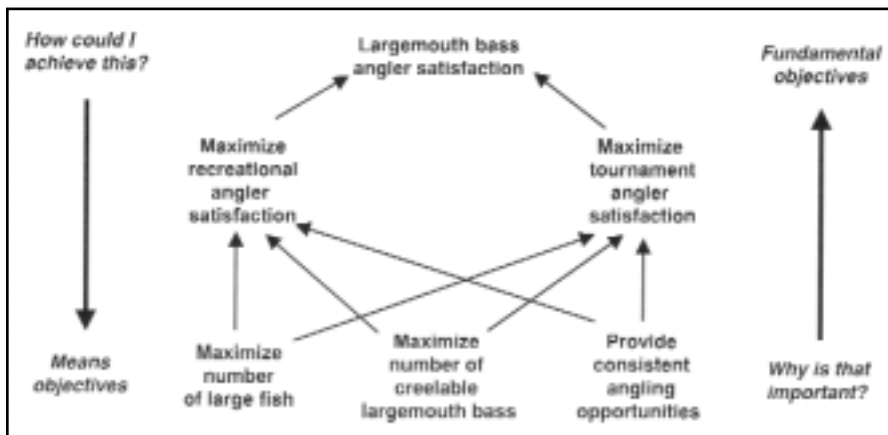 How could I
achieve this?
Largemouth bass
angler satisfaction
Fundamental
objectives
Maximize
recreational
angler
satisfaction
Maximize
tournament
angler
satisfaction
Means
objectives
Maximize
number
of large fish
Maximize
number of
creelable
largemouth bass
Provide
consistent
angling
opportunities
Why is that
important?